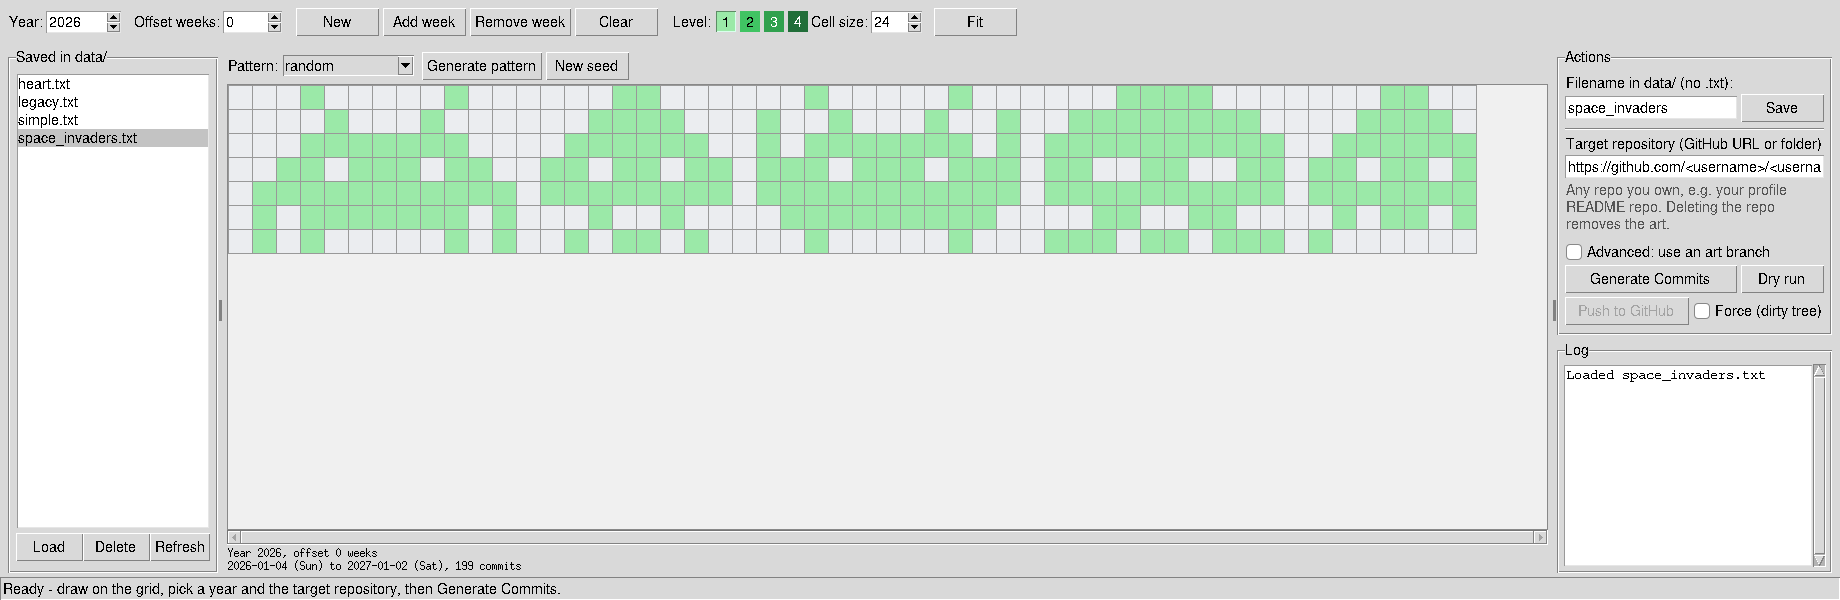 Year: 2026 Offset weeks: 0 New Add week Remove week Clear Level: 1 2 3 4 Cell size: 24 Fit
Saved in data/
heart.txt
legacy.txt
simple.txt
space_invaders.txt
Load Delete Refresh
Pattern: random Generate pattern New seed
Year 2026, offset 0 weeks
2026-01-04 (Sun) to 2027-01-02 (Sat), 199 commits
Actions
Filename in data/ (no .txt):
space_invaders Save
Target repository (GitHub URL or folder)
https://github.com/<username>/<userna
Any repo you own, e.g. your profile
README repo. Deleting the repo
removes the art.
Advanced: use an art branch
Generate Commits Dry run
Push to GitHub Force (dirty tree)
Log
Loaded space_invaders.txt
Ready - draw on the grid, pick a year and the target repository, then Generate Commits.